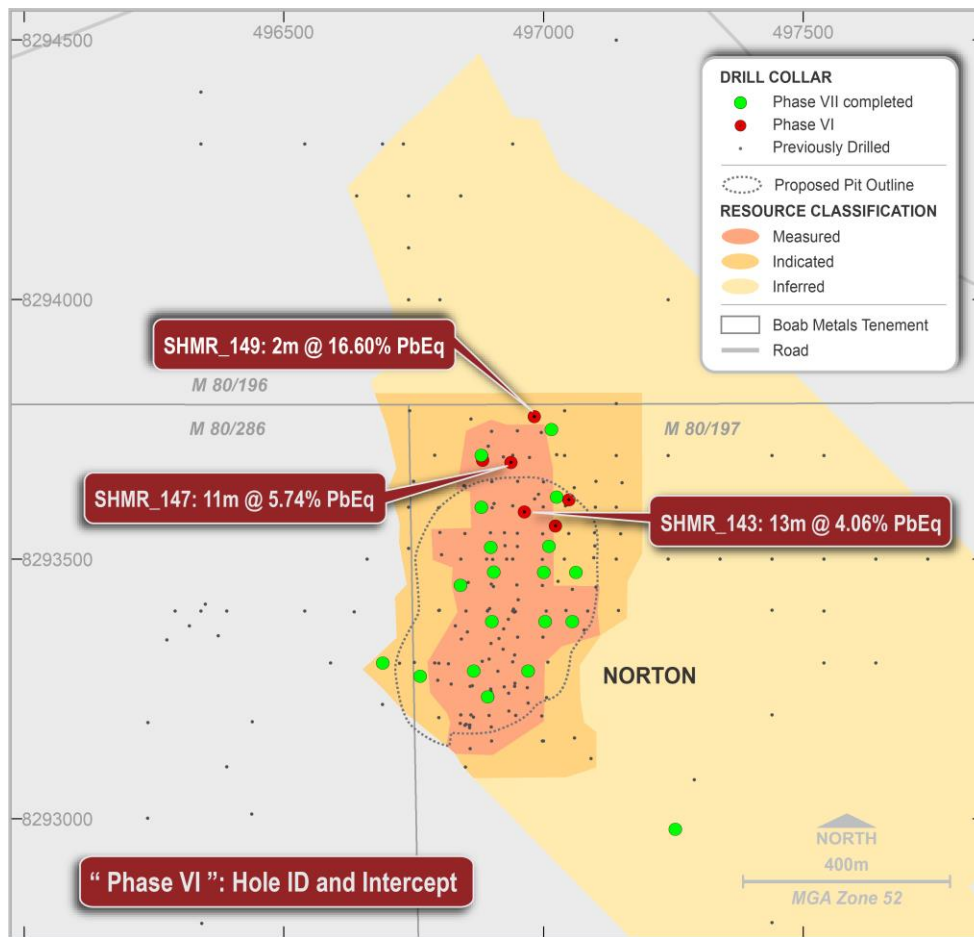 496500
497000
497500
8294500
8294000
8293500
8293000
DRILL COLLAR
Phase VII completed
Phase VI
Previously Drilled
Proposed Pit Outline
RESOURCE CLASSIFICATION
Measured
Indicated
Inferred
Boab Metals Tenement
Road
SHMR_149: 2m @ 16.60% PbEq
M 80/196
M 80/286
M 80/197
SHMR_147: 11m @ 5.74% PbEq
SHMR_143: 13m @ 4.06% PbEq
NORTON
“ Phase VI ”: Hole ID and Intercept
NORTH
400m
MGA Zone 52